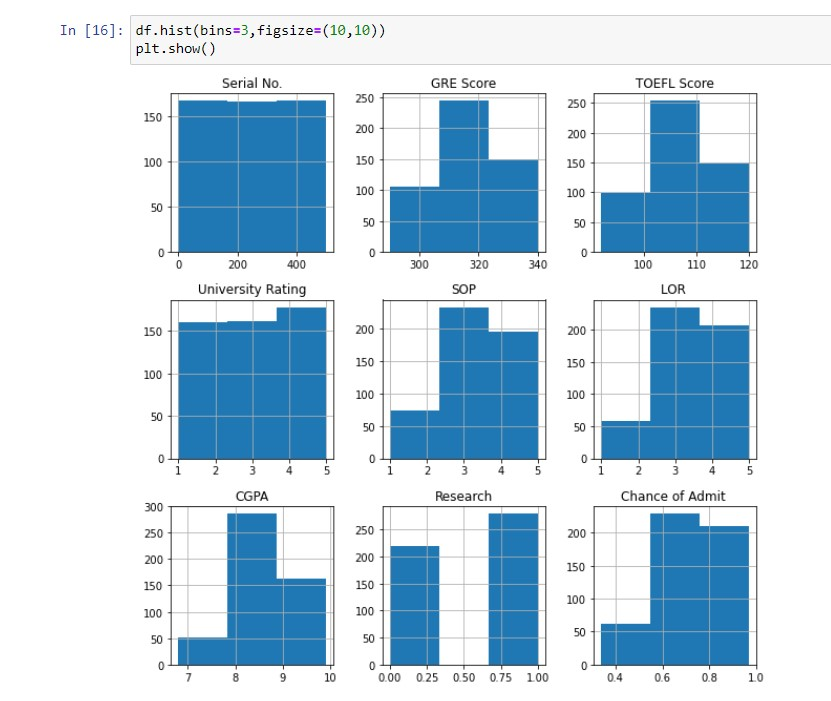 In [16]: df.hist(bins=3,figsize=(10,10))
plt.show()
Serial No. GRE Score TOEFL Score
150 100 50 0
0 200 400
250 200 150 100 50 0
300 320 340
250 200 150 100 50 0
100 110 120
University Rating SOP LOR
150 100 50 0
1 2 3 4 5
200 150 100 50 0
1 2 3 4 5
200 150 100 50 0
1 2 3 4 5
CGPA Research Chance of Admit
300 250 200 150 100 50 0
7 8 9 10
250 200 150 100 50 0
0.00 0.25 0.50 0.75 1.00
200 150 100 50 0
0.4 0.6 0.8 1.0